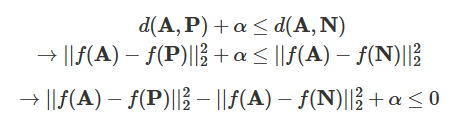 d(A, P) + α ≤ d(A, N)
→ ||f(A) − f(P)||₂² + α ≤ ||f(A) − f(N)||₂²
→ ||f(A) − f(P)||₂² − ||f(A) − f(N)||₂² + α ≤ 0